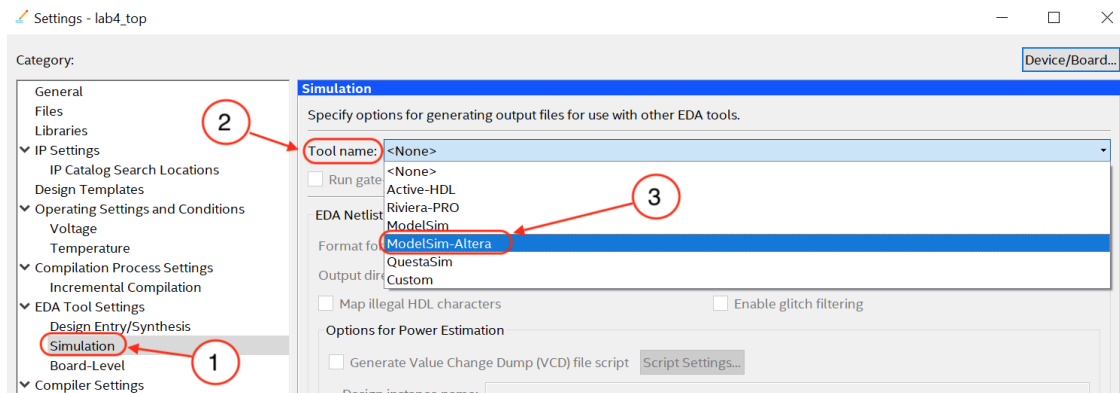 Settings - lab4_top
Category:
Device/Board...
General
Files
Libraries
IP Settings
IP Catalog Search Locations
Design Templates
Operating Settings and Conditions
Voltage
Temperature
Compilation Process Settings
Incremental Compilation
EDA Tool Settings
Design Entry/Synthesis
Simulation
Board-Level
Compiler Settings
1
2
Simulation
Specify options for generating output files for use with other EDA tools.
Tool name: <None>
<None>
Active-HDL
Riviera-PRO
ModelSim
ModelSim-Altera
QuestaSim
Custom
3
Run gate
EDA Netlist
Format fo
Output dire
Map illegal HDL characters
Enable glitch filtering
Options for Power Estimation
Generate Value Change Dump (VCD) file script
Script Settings...
Design instance name: